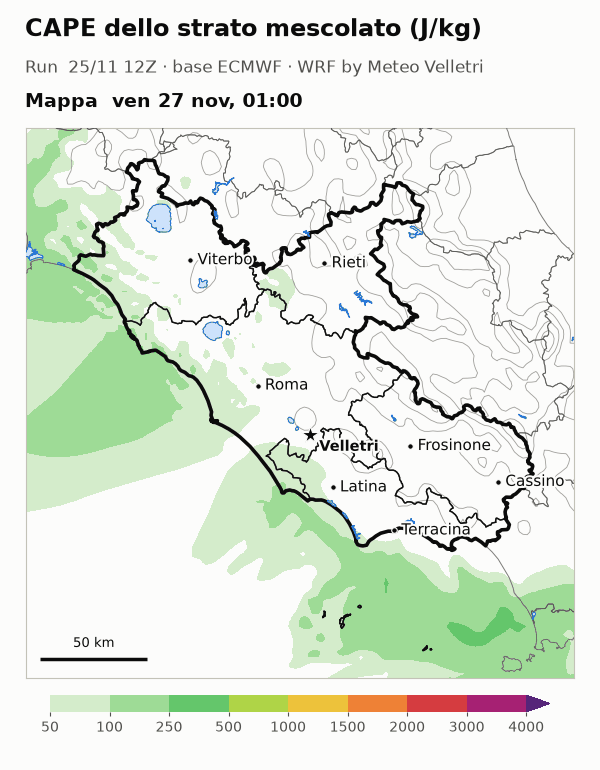 CAPE dello strato mescolato (J/kg)
Run  25/11 12Z · base ECMWF · WRF by Meteo Velletri
Mappa  ven 27 nov, 01:00
Viterbo
Rieti
Roma
Velletri
Frosinone
Cassino
Latina
Terracina
50 km
50 100 250 500 1000 1500 2000 3000 4000